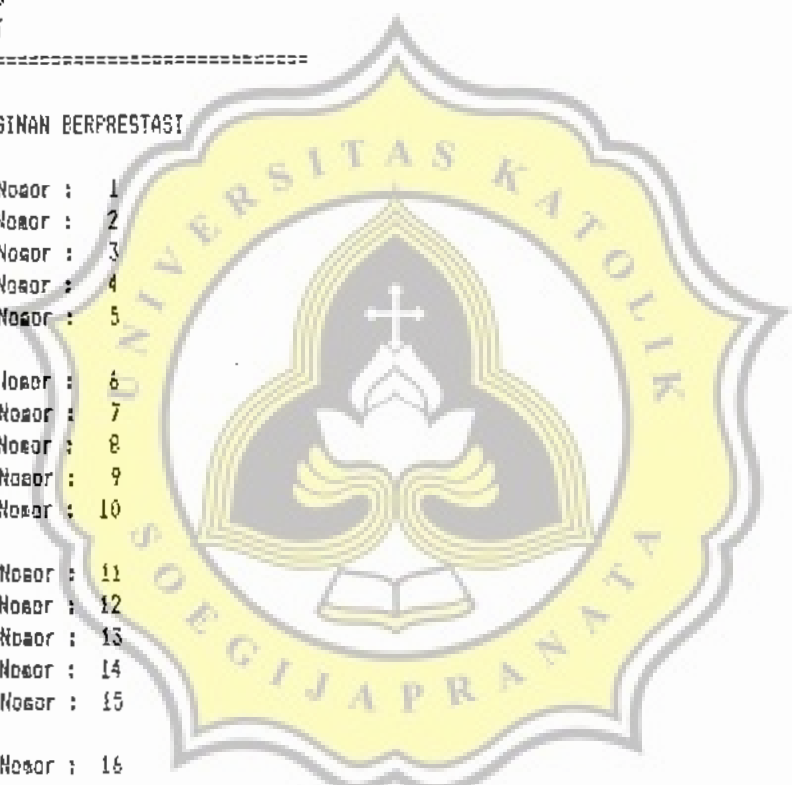 ============================
GINAN BERPRESTASI
Nomor : 1
Nomor : 2
Nomor : 3
Nomor : 4
Nomor : 5
Nomor : 6
Nomor : 7
Nomor : 8
Nomor : 9
Nomor : 10
Nomor : 11
Nomor : 12
Nomor : 13
Nomor : 14
Nomor : 15
Nomor : 16
UNIVERSITAS KATOLIK
SOEGIJAPRANATA